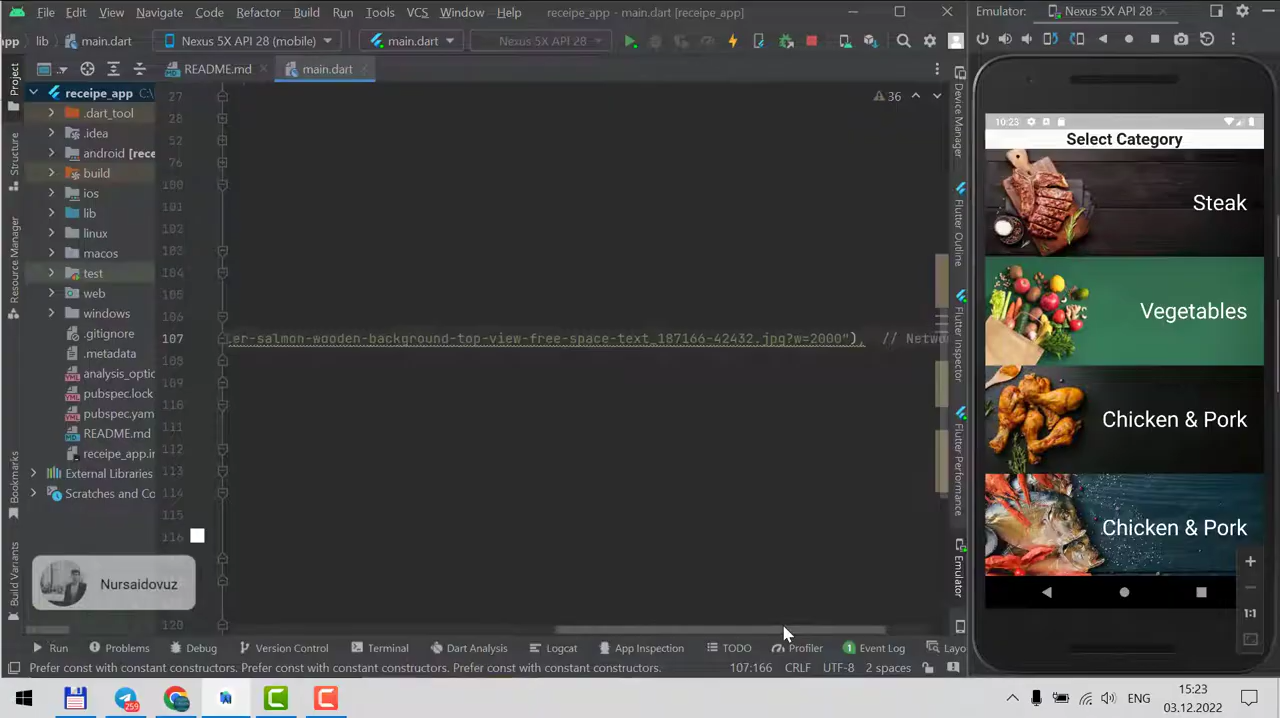 File Edit View Navigate Code Refactor Build Run Tools VCS Window Help receipe_app - main.dart [receipe_app]
Emulator: Nexus 5X API 28
app lib main.dart Nexus 5X API 28 (mobile) main.dart Nexus 5X API 28
README.md main.dart
Project
Structure
Resource Manager
Bookmarks
Build Variants
receipe_app C:\
.dart_tool
.idea
android [rece
build
ios
lib
linux
macos
test
web
windows
.gitignore
.metadata
analysis_optic
pubspec.lock
pubspec.yam
README.md
receipe_app.ir
External Libraries
Scratches and Co
Nursaidovuz
27
28
52
76
100
101
102
103
104
105
106
107 er-salmon-wooden-background-top-view-free-space-text_187166-42432.jpg?w=2000"), // Netwo
108
109
110
111
112
113
114
115
116
120
36
Device Manager
Flutter Outline
Flutter Inspector
Flutter Performance
Emulator
10:23
Select Category
Steak
Vegetables
Chicken & Pork
Chicken & Pork
1:1
Run Problems Debug Version Control Terminal Dart Analysis Logcat App Inspection TODO Profiler 1 Event Log Layo
Prefer const with constant constructors. Prefer const with constant constructors. Prefer const with constant constructors. 107:166 CRLF UTF-8 2 spaces
259
ENG
15:23
03.12.2022